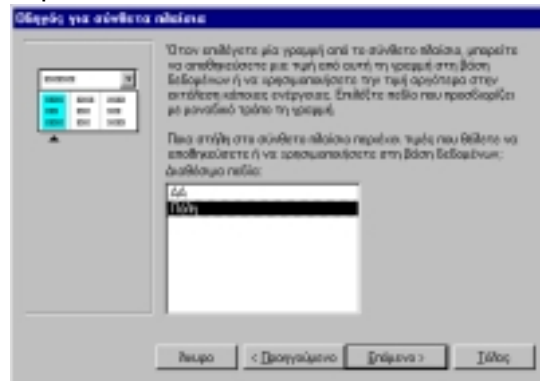 Οδηγός για σύνθετα πλαίσια
Όταν επιλέγετε μία γραμμή από το σύνθετο πλαίσιο, μπορείτε
να αποθηκεύσετε μια τιμή από αυτή τη γραμμή στη βάση
δεδομένων ή να χρησιμοποιήσετε την τιμή αργότερα στην
εκτέλεση κάποιας ενέργειας. Επιλέξτε πεδίο που προσδιορίζει
με μοναδικό τρόπο τη γραμμή.
Ποια στήλη στο σύνθετο πλαίσιο περιέχει τιμές που θέλετε να
αποθηκεύσετε ή να χρησιμοποιήσετε στη βάση δεδομένων;
Διαθέσιμα πεδία:
ΔΔ
Πόλη
Άκυρο
< Προηγούμενο
Επόμενο >
Τέλος